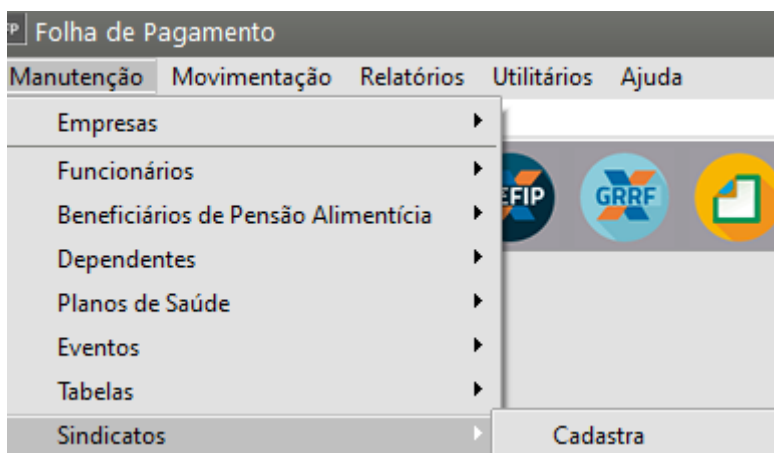 FP Folha de Pagamento
Manutenção Movimentação Relatórios Utilitários Ajuda
Empresas
Funcionários
EFIP GRRF
Beneficiários de Pensão Alimentícia
Dependentes
Planos de Saúde
Eventos
Tabelas
Sindicatos Cadastra